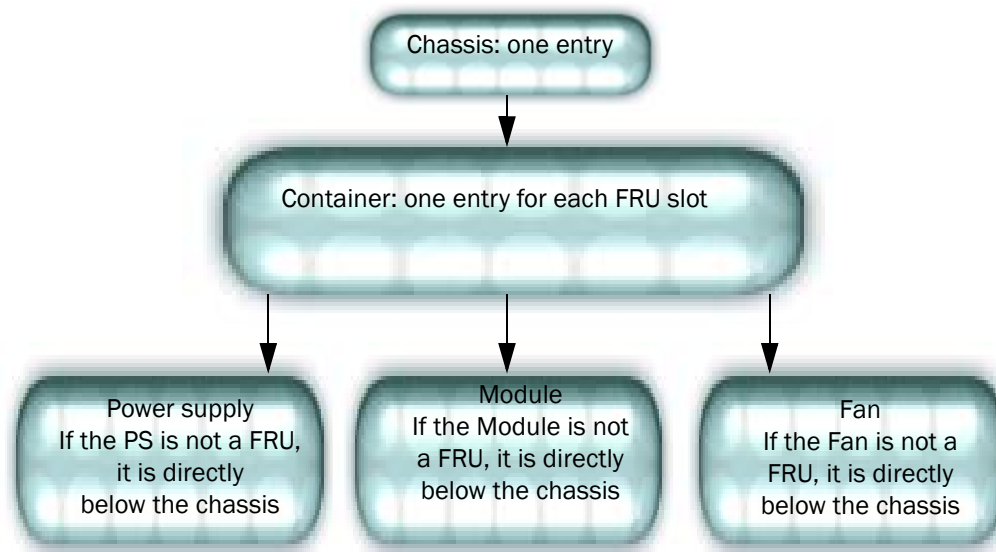 Chassis: one entry
Container: one entry for each FRU slot
Power supply
If the PS is not a FRU,
it is directly
below the chassis
Module
If the Module is not
a FRU, it is directly
below the chassis
Fan
If the Fan is not a
FRU, it is directly
below the chassis